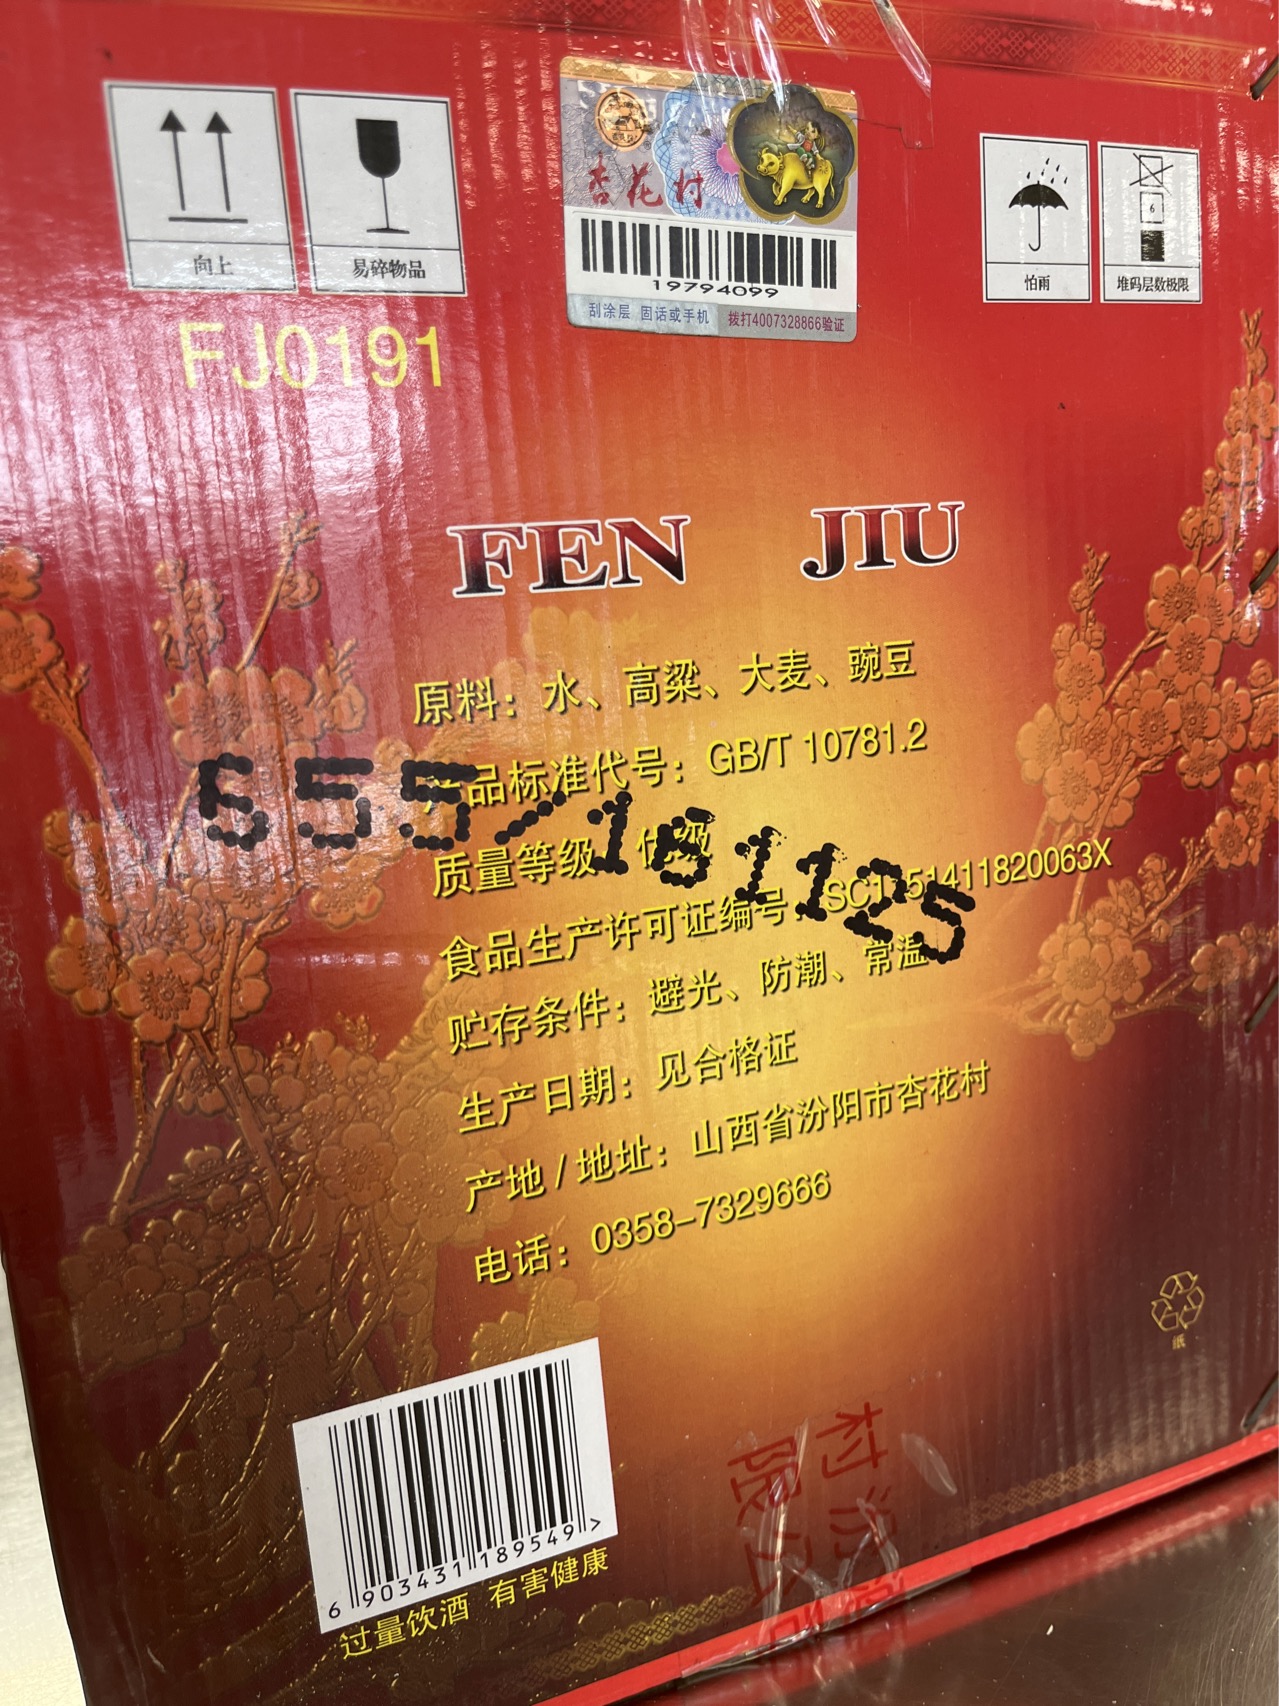 向上
易碎物品
杏花村
19794099
刮涂层 固话或手机 拨打4007328866验证
怕雨
6
堆码层数极限
FJ0191
FEN JIU
原料：水、高粱、大麦、豌豆
产品标准代号：GB/T 10781.2
655/181125
质量等级
食品生产许可证编号：SC1151411820063X
贮存条件：避光、防潮、常温
生产日期：见合格证
产地/地址：山西省汾阳市杏花村
电话：0358-7329666
纸
6 903431 189549 >
过量饮酒 有害健康